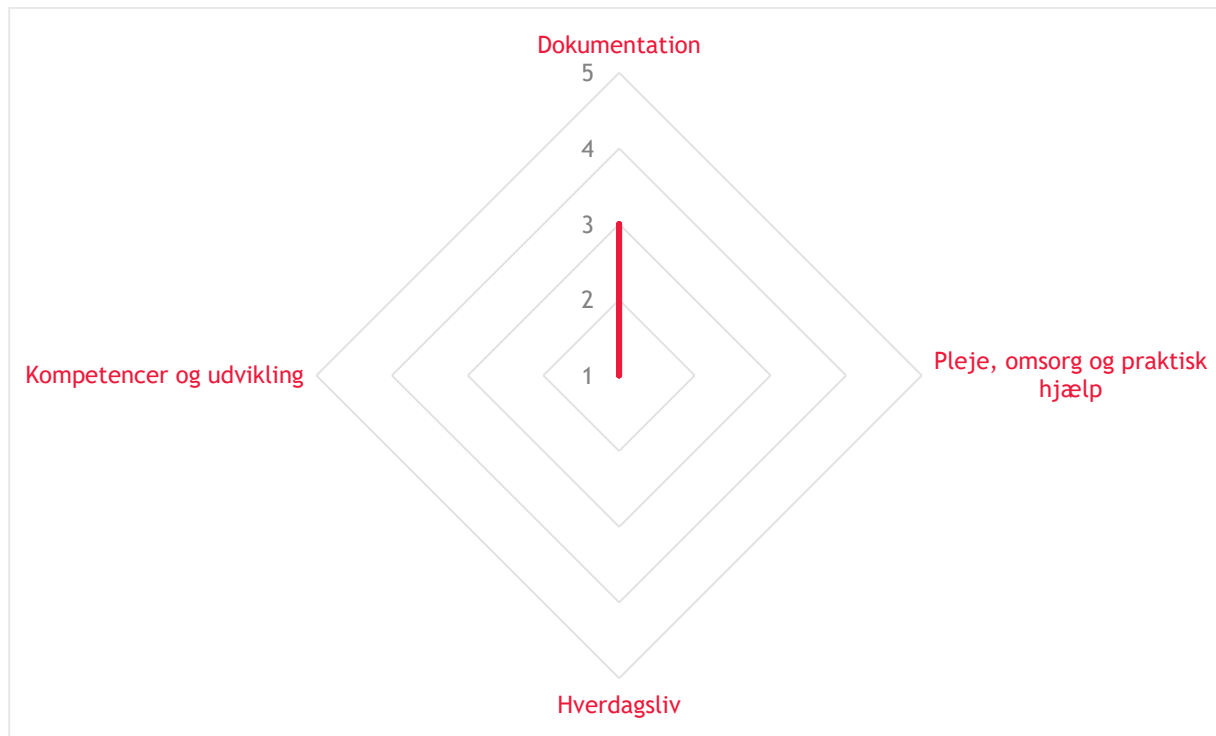 Dokumentation
5
4
3
2
1
Kompetencer og udvikling
Pleje, omsorg og praktisk
hjælp
Hverdagsliv